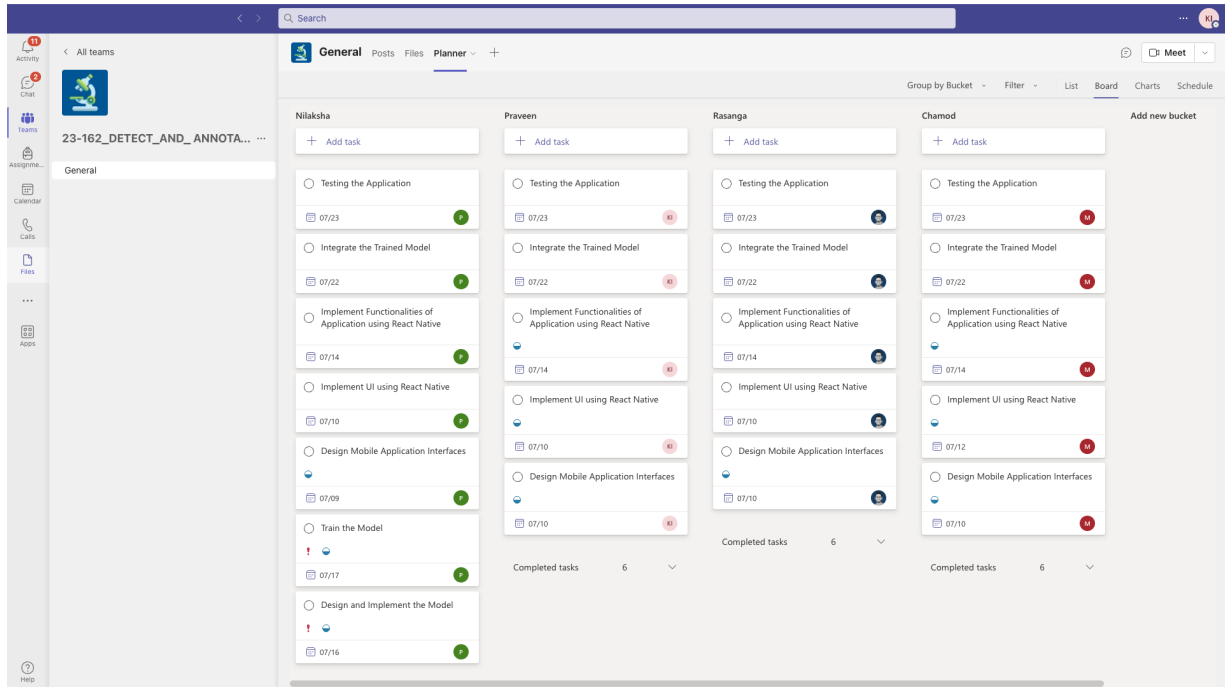 Search
...
KI
11
Activity
2
Chat
Teams
Assignme...
Calendar
Calls
Files
...
Apps
Help
All teams
23-162_DETECT_AND_ ANNOTA... ...
General
General Posts Files Planner
Meet
Group by Bucket Filter List Board Charts Schedule
Nilaksha
Add task
Testing the Application
07/23 P
Integrate the Trained Model
07/22 P
Implement Functionalities of
Application using React Native
07/14 P
Implement UI using React Native
07/10 P
Design Mobile Application Interfaces
07/09 P
Train the Model
07/17 P
Design and Implement the Model
07/16 P
Praveen
Add task
Testing the Application
07/23 KI
Integrate the Trained Model
07/22 KI
Implement Functionalities of
Application using React Native
07/14 KI
Implement UI using React Native
07/10 KI
Design Mobile Application Interfaces
07/10 KI
Completed tasks 6
Rasanga
Add task
Testing the Application
07/23
Integrate the Trained Model
07/22
Implement Functionalities of
Application using React Native
07/14
Implement UI using React Native
07/10
Design Mobile Application Interfaces
07/10
Completed tasks 6
Chamod
Add task
Testing the Application
07/23 M
Integrate the Trained Model
07/22 M
Implement Functionalities of
Application using React Native
07/14 M
Implement UI using React Native
07/12 M
Design Mobile Application Interfaces
07/10 M
Completed tasks 6
Add new bucket